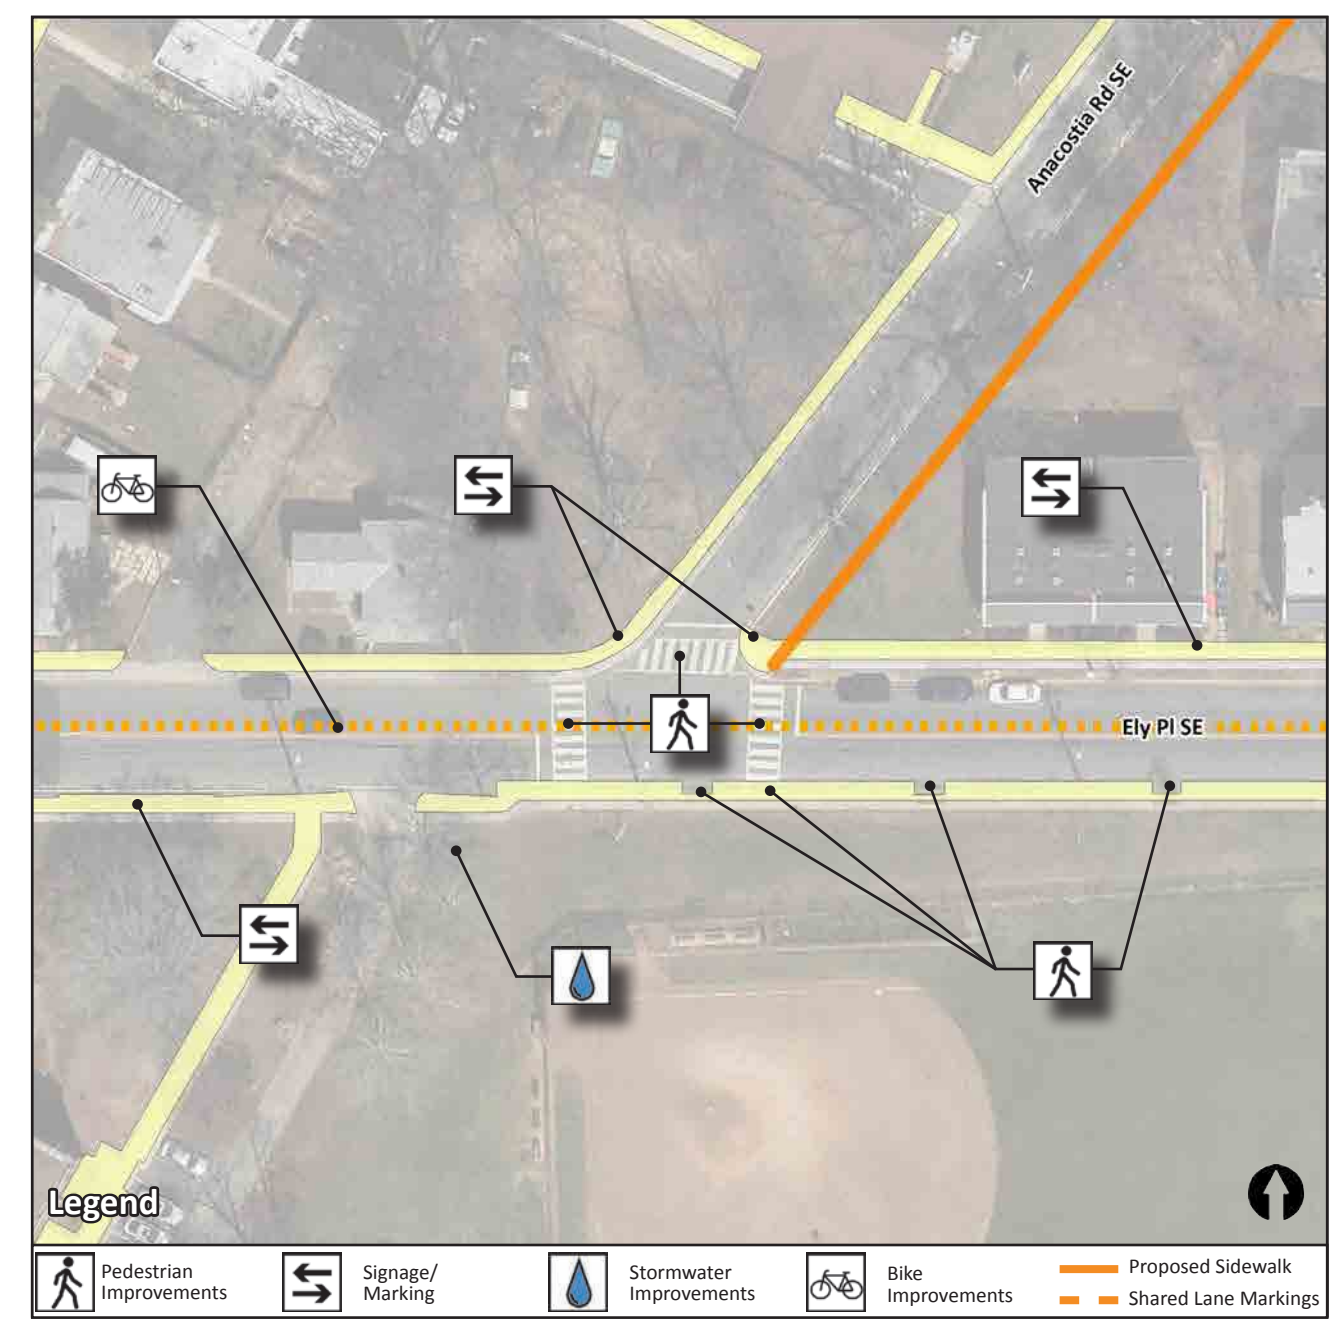 Anacostia Rd SE
Ely Pl SE
Legend
Pedestrian
Improvements
Signage/
Marking
Stormwater
Improvements
Bike
Improvements
Proposed Sidewalk
Shared Lane Markings